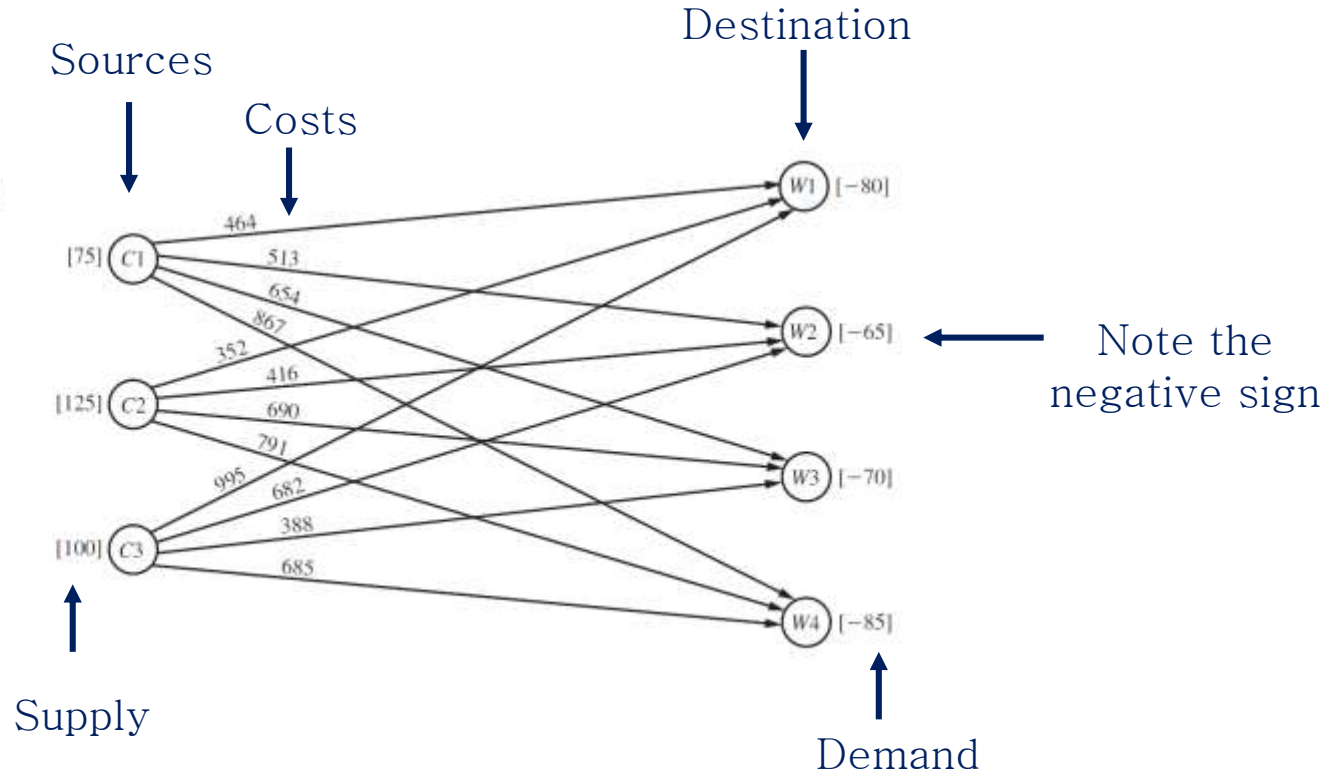 Destination
Sources
Costs
W1 [−80]
464
[75] C1
513
654
867
W2 [−65]
Note the
negative sign
352
416
[125] C2
690
791
995
W3 [−70]
682
388
[100] C3
685
W4 [−85]
Supply
Demand